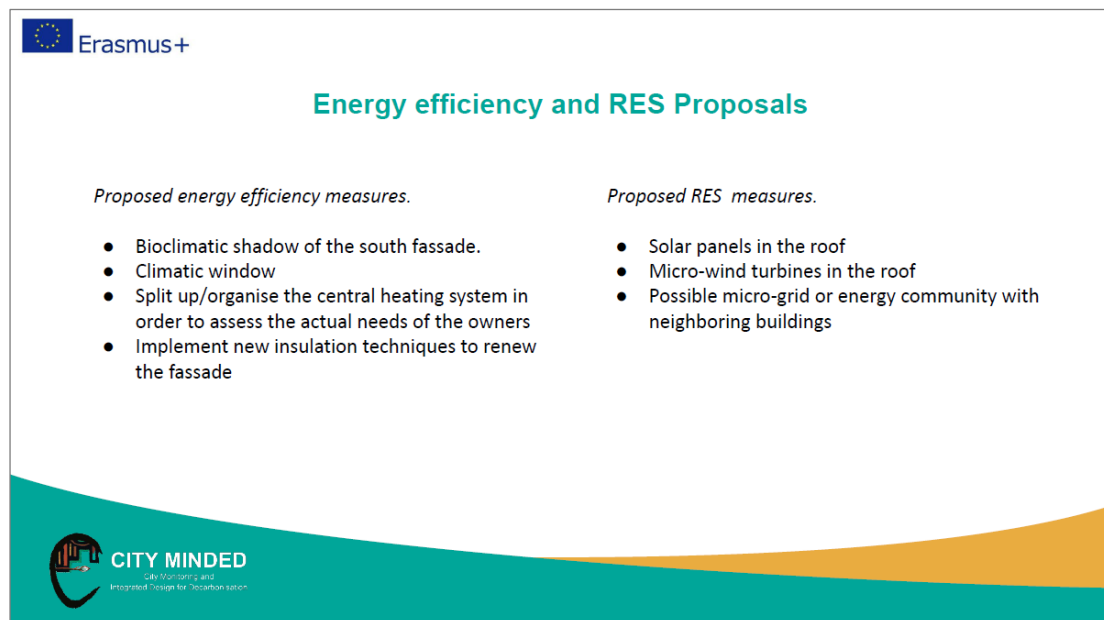 Erasmus+
Energy efficiency and RES Proposals
Proposed energy efficiency measures.
● Bioclimatic shadow of the south fassade.
● Climatic window
● Split up/organise the central heating system in
order to assess the actual needs of the owners
● Implement new insulation techniques to renew
the fassade
Proposed RES measures.
● Solar panels in the roof
● Micro-wind turbines in the roof
● Possible micro-grid or energy community with
neighboring buildings
CITY MINDED
City Monitoring and
Integrated Design for Decarbonisation